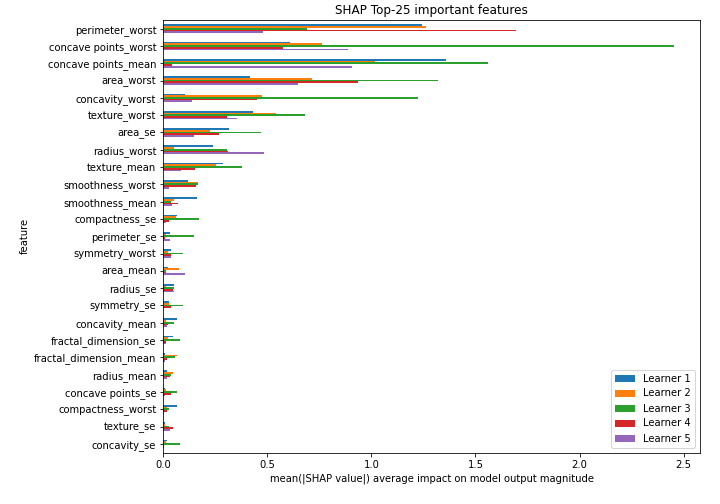 SHAP Top-25 important features
perimeter_worst
concave points_worst
concave points_mean
area_worst
concavity_worst
texture_worst
area_se
radius_worst
texture_mean
smoothness_worst
smoothness_mean
compactness_se
perimeter_se
symmetry_worst
area_mean
radius_se
symmetry_se
concavity_mean
fractal_dimension_se
fractal_dimension_mean
radius_mean
concave points_se
compactness_worst
texture_se
concavity_se
feature
Learner 1
Learner 2
Learner 3
Learner 4
Learner 5
0.0 0.5 1.0 1.5 2.0 2.5
mean(|SHAP value|) average impact on model output magnitude